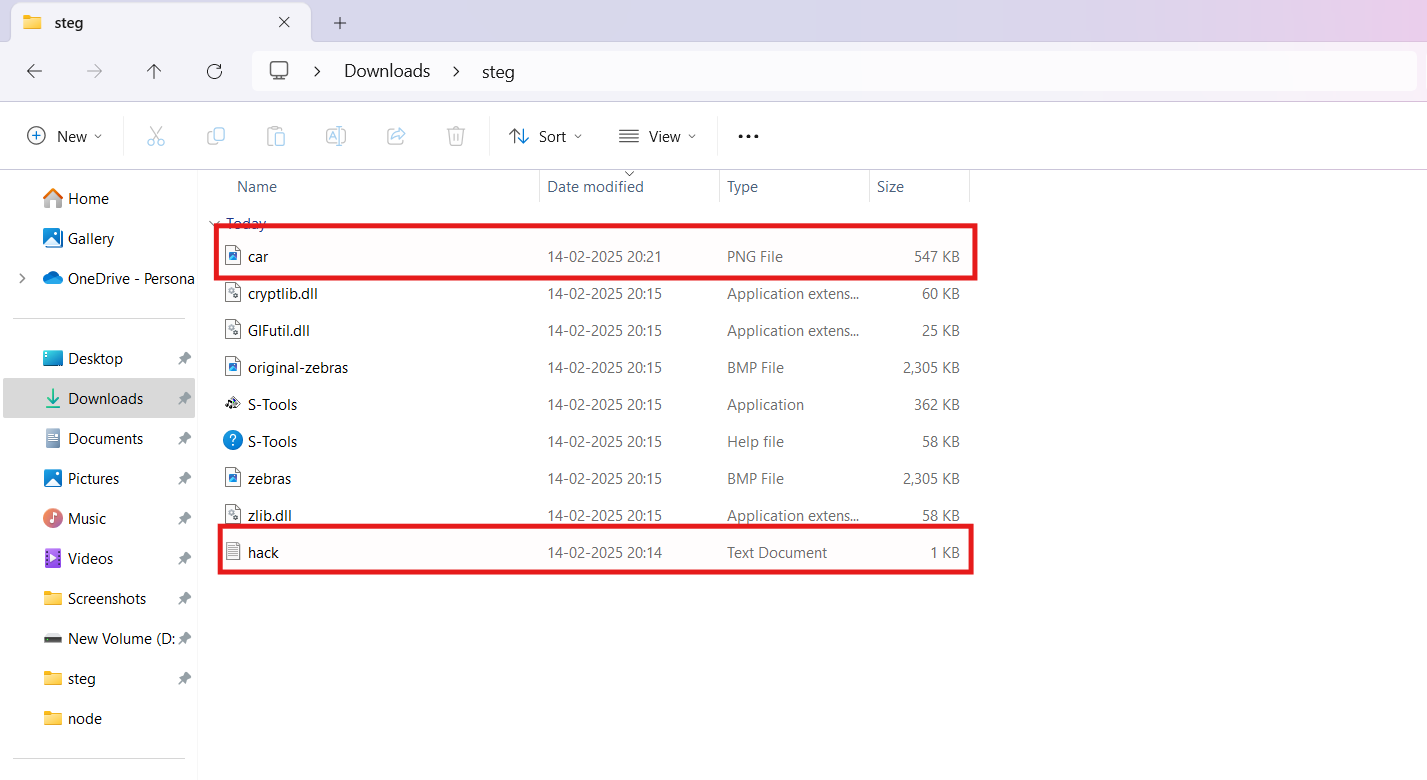 steg
Downloads steg
New Sort View
Name Date modified Type Size
Today
car 14-02-2025 20:21 PNG File 547 KB
cryptlib.dll 14-02-2025 20:15 Application extens... 60 KB
GIFutil.dll 14-02-2025 20:15 Application extens... 25 KB
original-zebras 14-02-2025 20:15 BMP File 2,305 KB
S-Tools 14-02-2025 20:15 Application 362 KB
S-Tools 14-02-2025 20:15 Help file 58 KB
zebras 14-02-2025 20:15 BMP File 2,305 KB
zlib.dll 14-02-2025 20:15 Application extens... 58 KB
hack 14-02-2025 20:14 Text Document 1 KB
Home
Gallery
OneDrive - Persona
Desktop
Downloads
Documents
Pictures
Music
Videos
Screenshots
New Volume (D:
steg
node